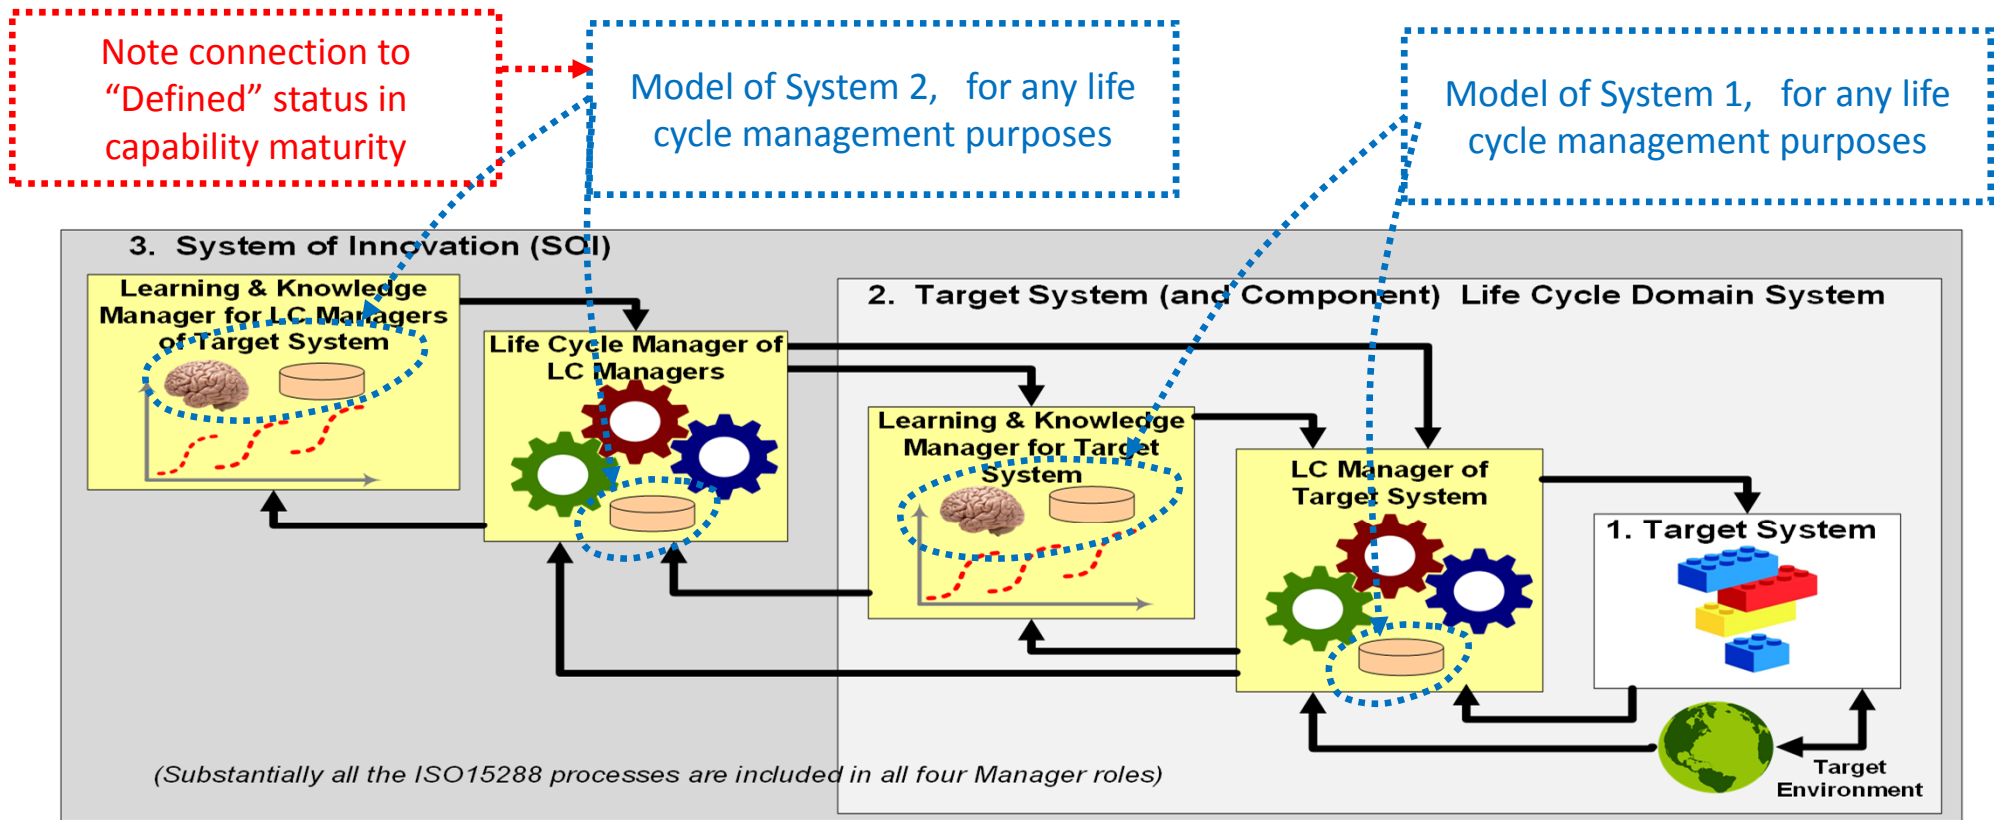 Note connection to
“Defined” status in
capability maturity
Model of System 2, for any life
cycle management purposes
Model of System 1, for any life
cycle management purposes
3. System of Innovation (SOI)
Learning & Knowledge
Manager for LC Managers
of Target System
Life Cycle Manager of
LC Managers
2. Target System (and Component) Life Cycle Domain System
Learning & Knowledge
Manager for Target
System
LC Manager of
Target System
1. Target System
Target
Environment
(Substantially all the ISO15288 processes are included in all four Manager roles)